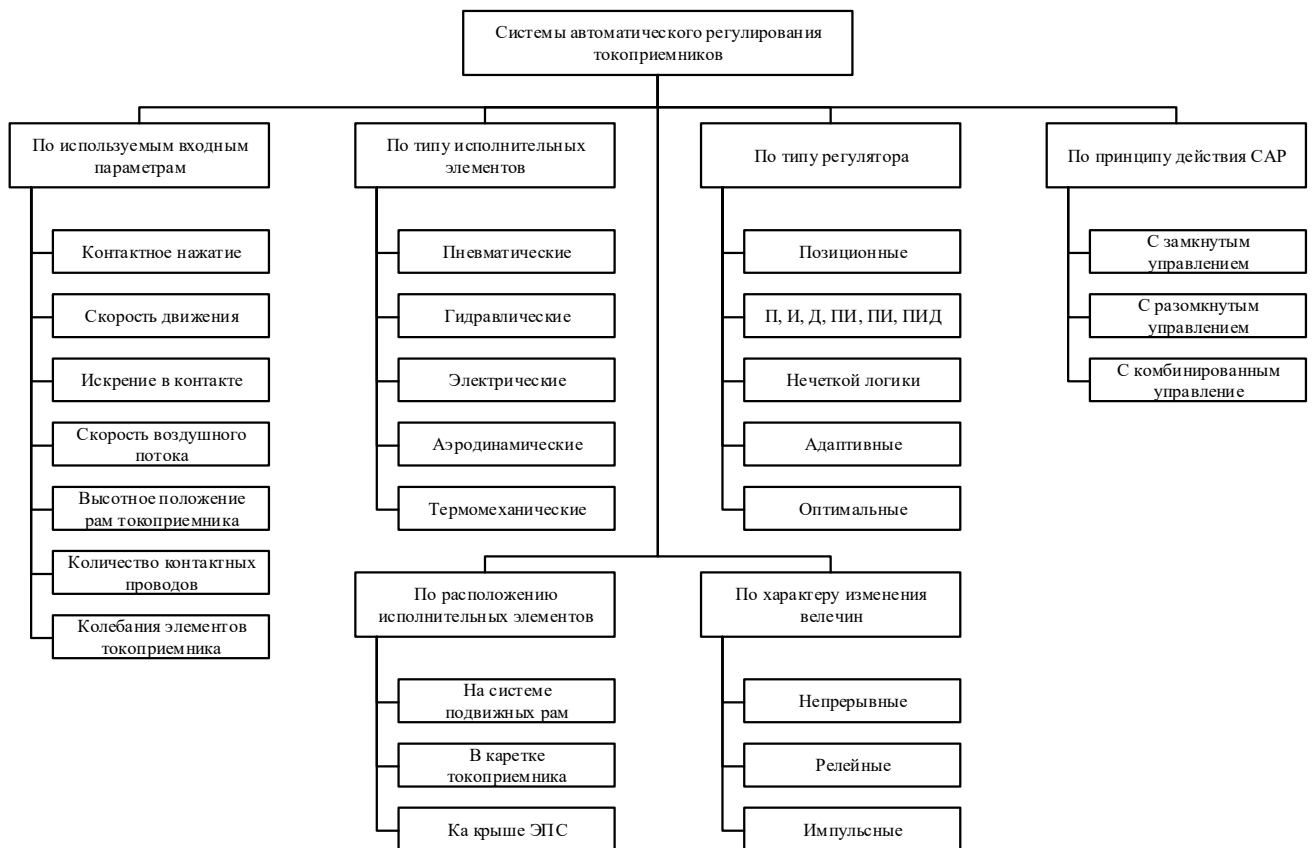 Системы автоматического регулирования
токоприемников
По используемым входным
параметрам
Контактное нажатие
Скорость движения
Искрение в контакте
Скорость воздушного
потока
Высотное положение
рам токоприемника
Количество контактных
проводов
Колебания элементов
токоприемника
По типу исполнительных
элементов
Пневматические
Гидравлические
Электрические
Аэродинамические
Термомеханические
По типу регулятора
Позиционные
П, И, Д, ПИ, ПИ, ПИД
Нечеткой логики
Адаптивные
Оптимальные
По принципу действия САР
С замкнутым
управлением
С разомкнутым
управлением
С комбинированным
управление
По расположению
исполнительных элементов
На системе
подвижных рам
В каретке
токоприемника
Ка крыше ЭПС
По характеру изменения
велечин
Непрерывные
Релейные
Импульсные